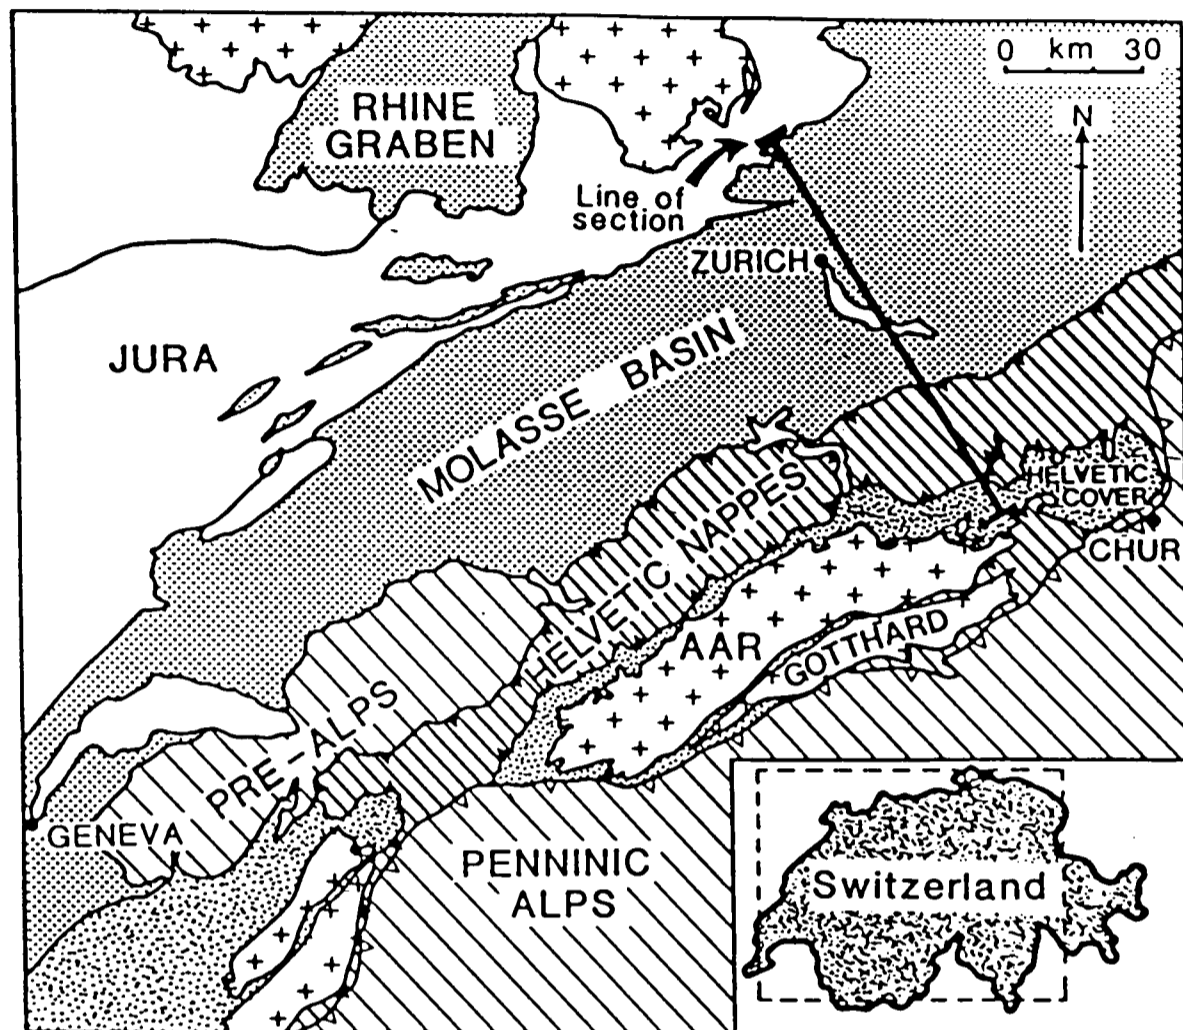 0 km 30
N
RHINE
GRABEN
Line of
section
ZURICH
JURA
MOLASSE BASIN
HELVETIC
COVER
CHUR
HELVETIC NAPPES
AAR
GOTTHARD
PRE-ALPS
GENEVA
PENNINIC
ALPS
Switzerland